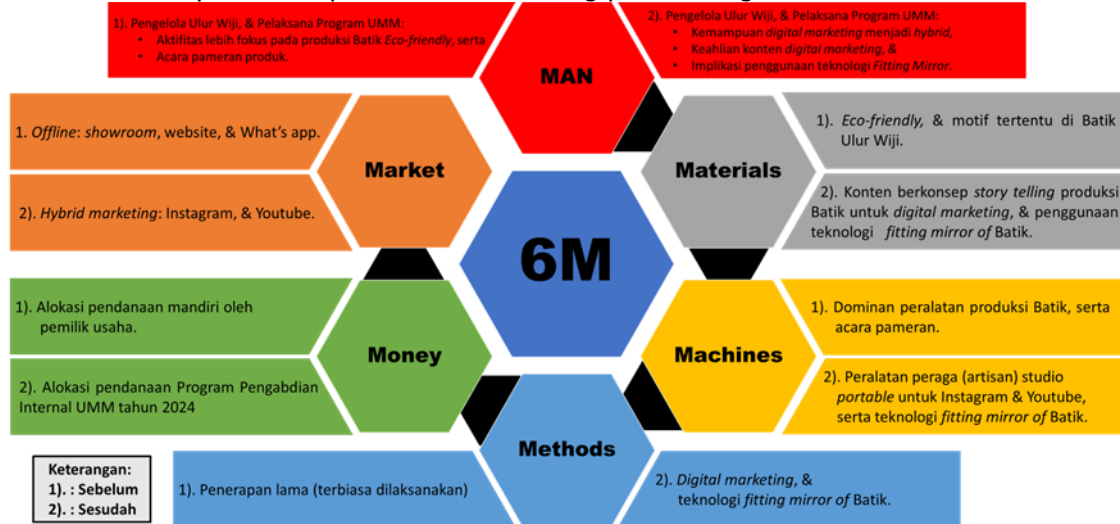 1). Pengelola Ulur Wiji, & Pelaksana Program UMM:
• Aktifitas lebih fokus pada produksi Batik Eco-friendly, serta
• Acara pameran produk.
MAN
2). Pengelola Ulur Wiji, & Pelaksana Program UMM:
• Kemampuan digital marketing menjadi hybrid,
• Keahlian konten digital marketing, &
• Implikasi penggunaan teknologi Fitting Mirror.
1. Offline: showroom, website, & What's app.
2). Hybrid marketing: Instagram, & Youtube.
Market
Materials
1). Eco-friendly, & motif tertentu di Batik
Ulur Wiji.
2). Konten berkonsep story telling produksi
Batik untuk digital marketing, & penggunaan
teknologi fitting mirror of Batik.
6M
1). Alokasi pendanaan mandiri oleh
pemilik usaha.
2). Alokasi pendanaan Program Pengabdian
Internal UMM tahun 2024
Money
Machines
1). Dominan peralatan produksi Batik, serta
acara pameran.
2). Peralatan peraga (artisan) studio
portable untuk Instagram & Youtube,
serta teknologi fitting mirror of Batik.
Methods
1). Penerapan lama (terbiasa dilaksanakan)
2). Digital marketing, &
teknologi fitting mirror of Batik.
Keterangan:
1). : Sebelum
2). : Sesudah